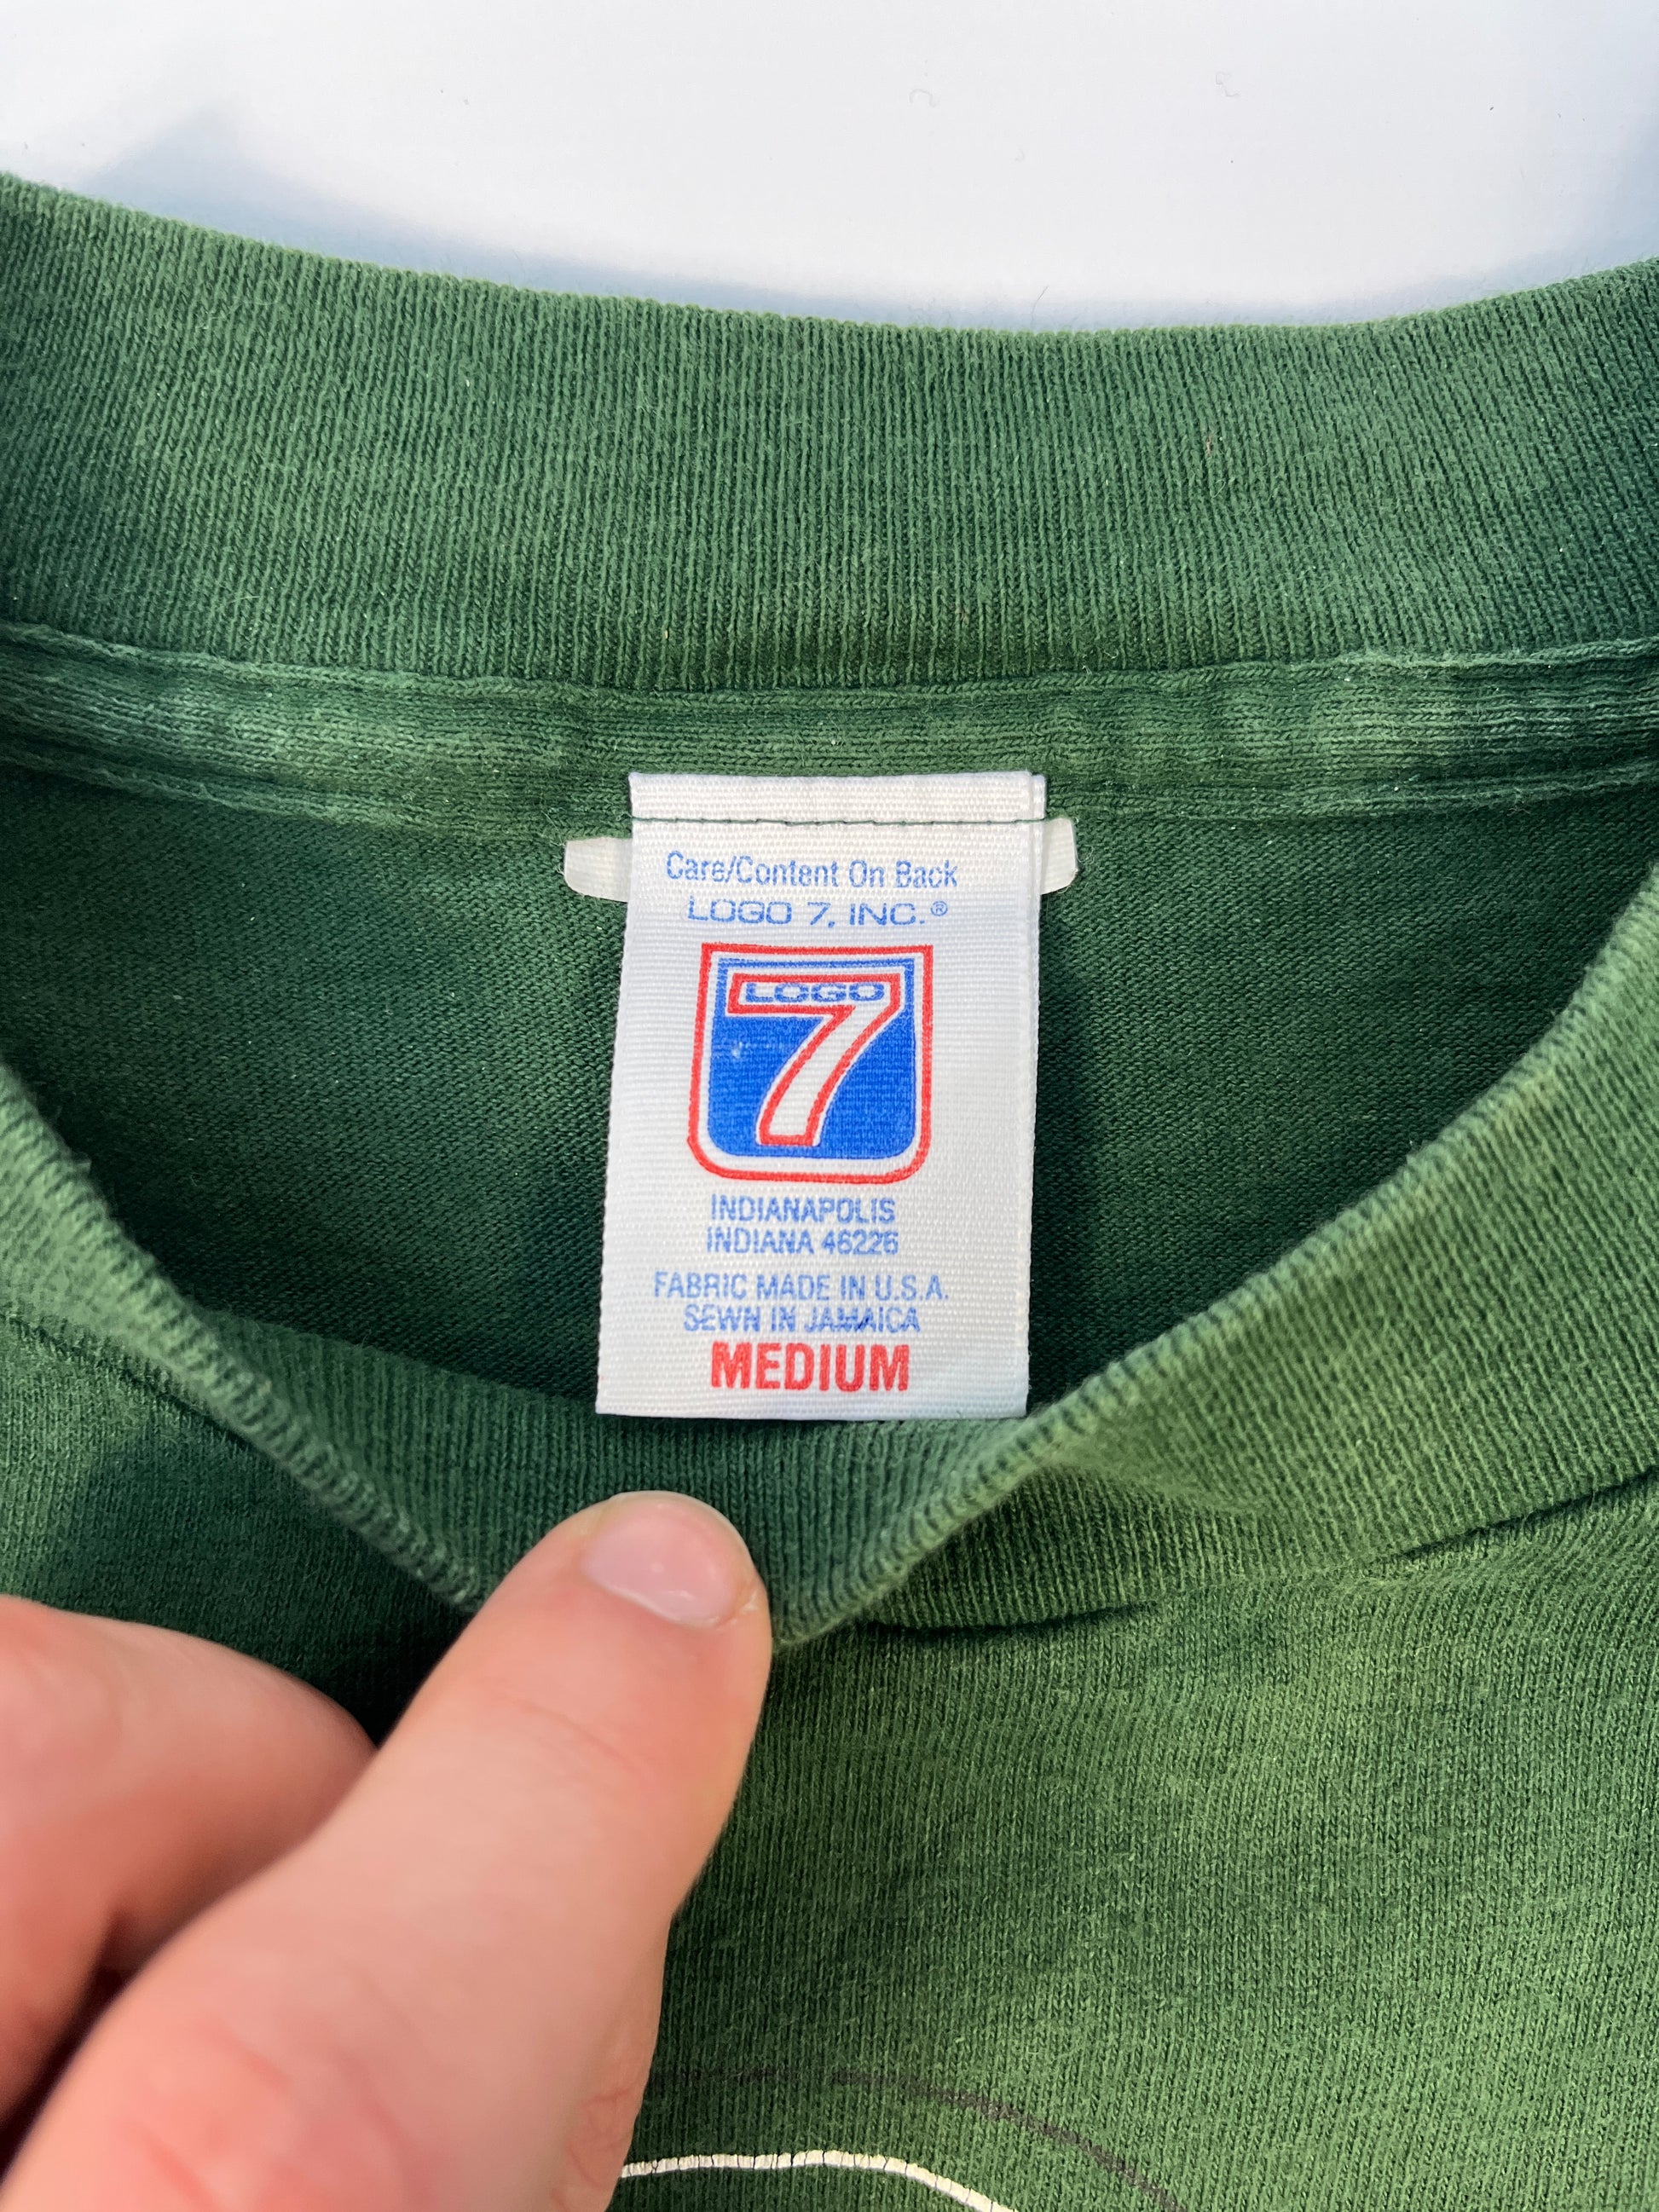 Care/Content On Back
LOGO 7, INC.®
LOGO
7
INDIANAPOLIS
INDIANA 46226
FABRIC MADE IN U.S.A.
SEWN IN JAMAICA
MEDIUM